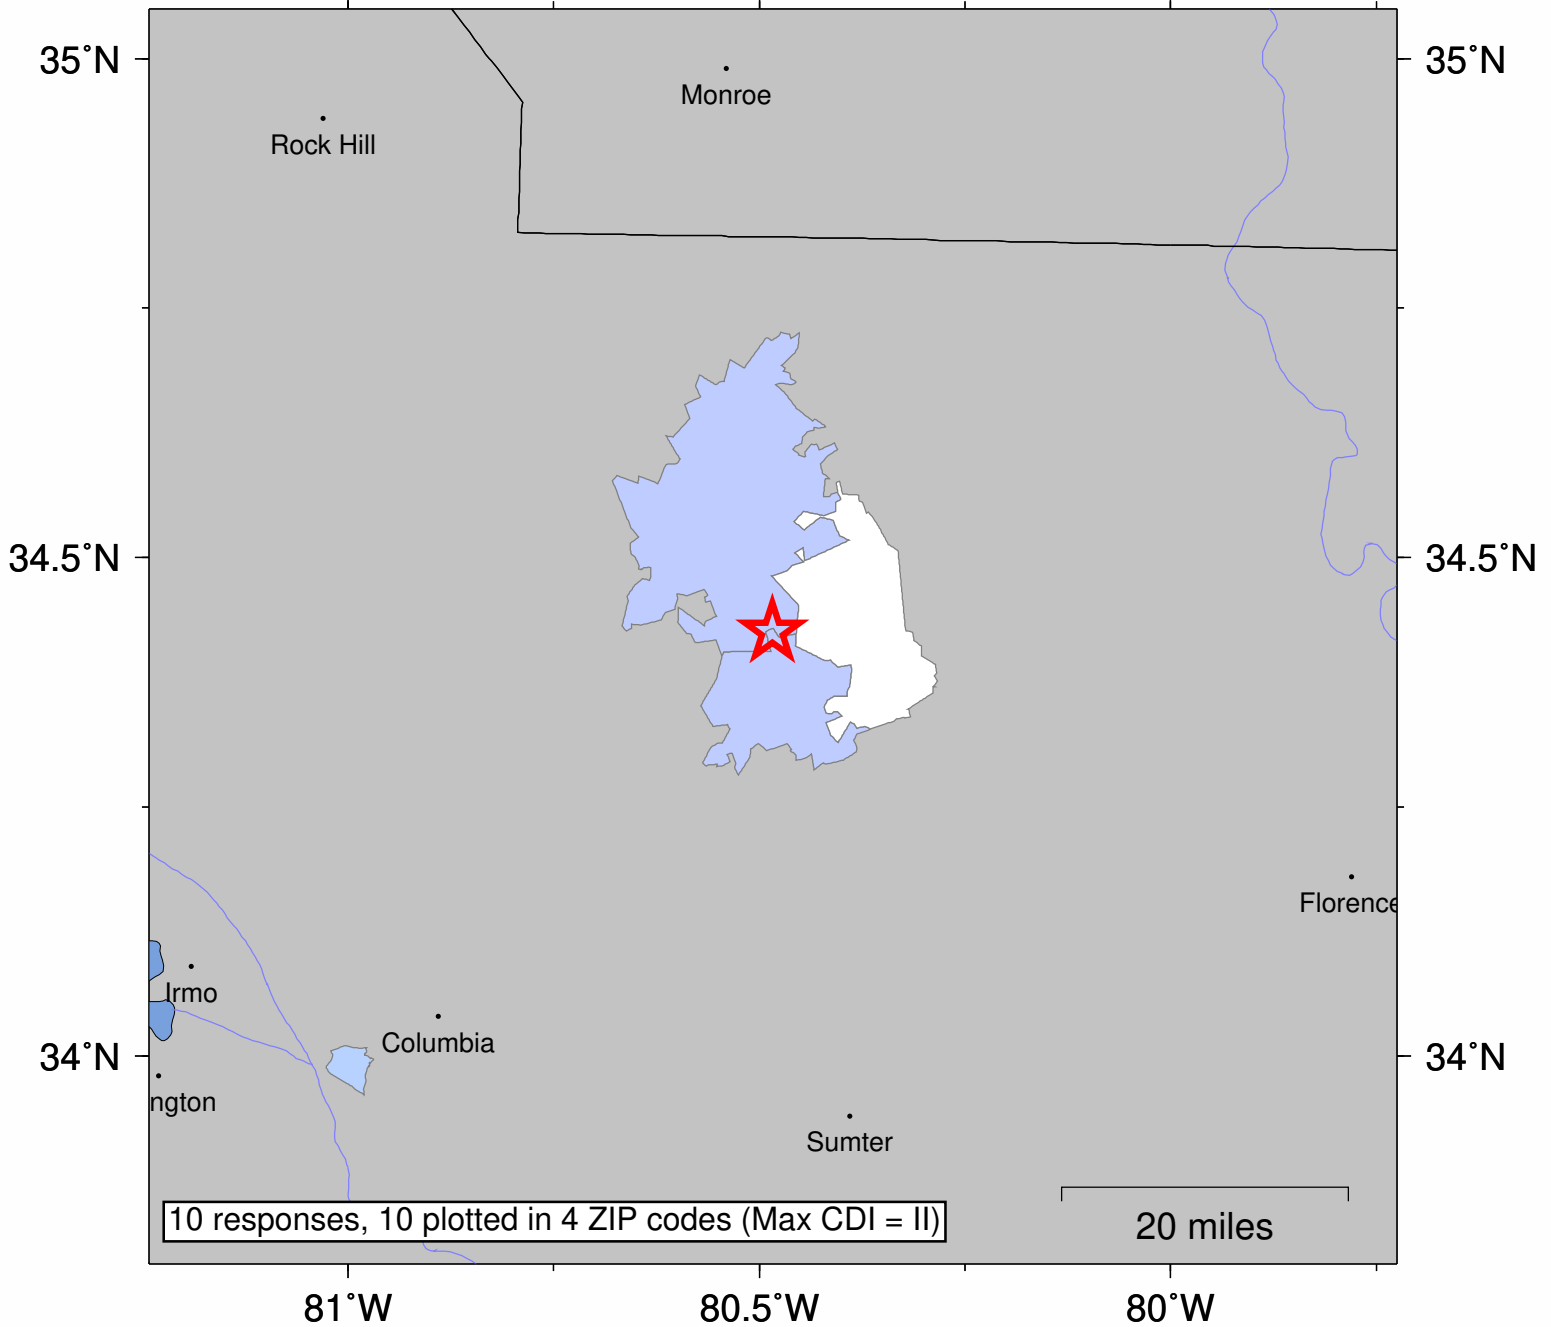 35˚N
35˚N
Monroe
Rock Hill
34.5˚N
34.5˚N
Florence
Irmo
Columbia
34˚N
34˚N
ngton
Sumter
10 responses, 10 plotted in 4 ZIP codes (Max CDI = II)
20 miles
81˚W
80.5˚W
80˚W